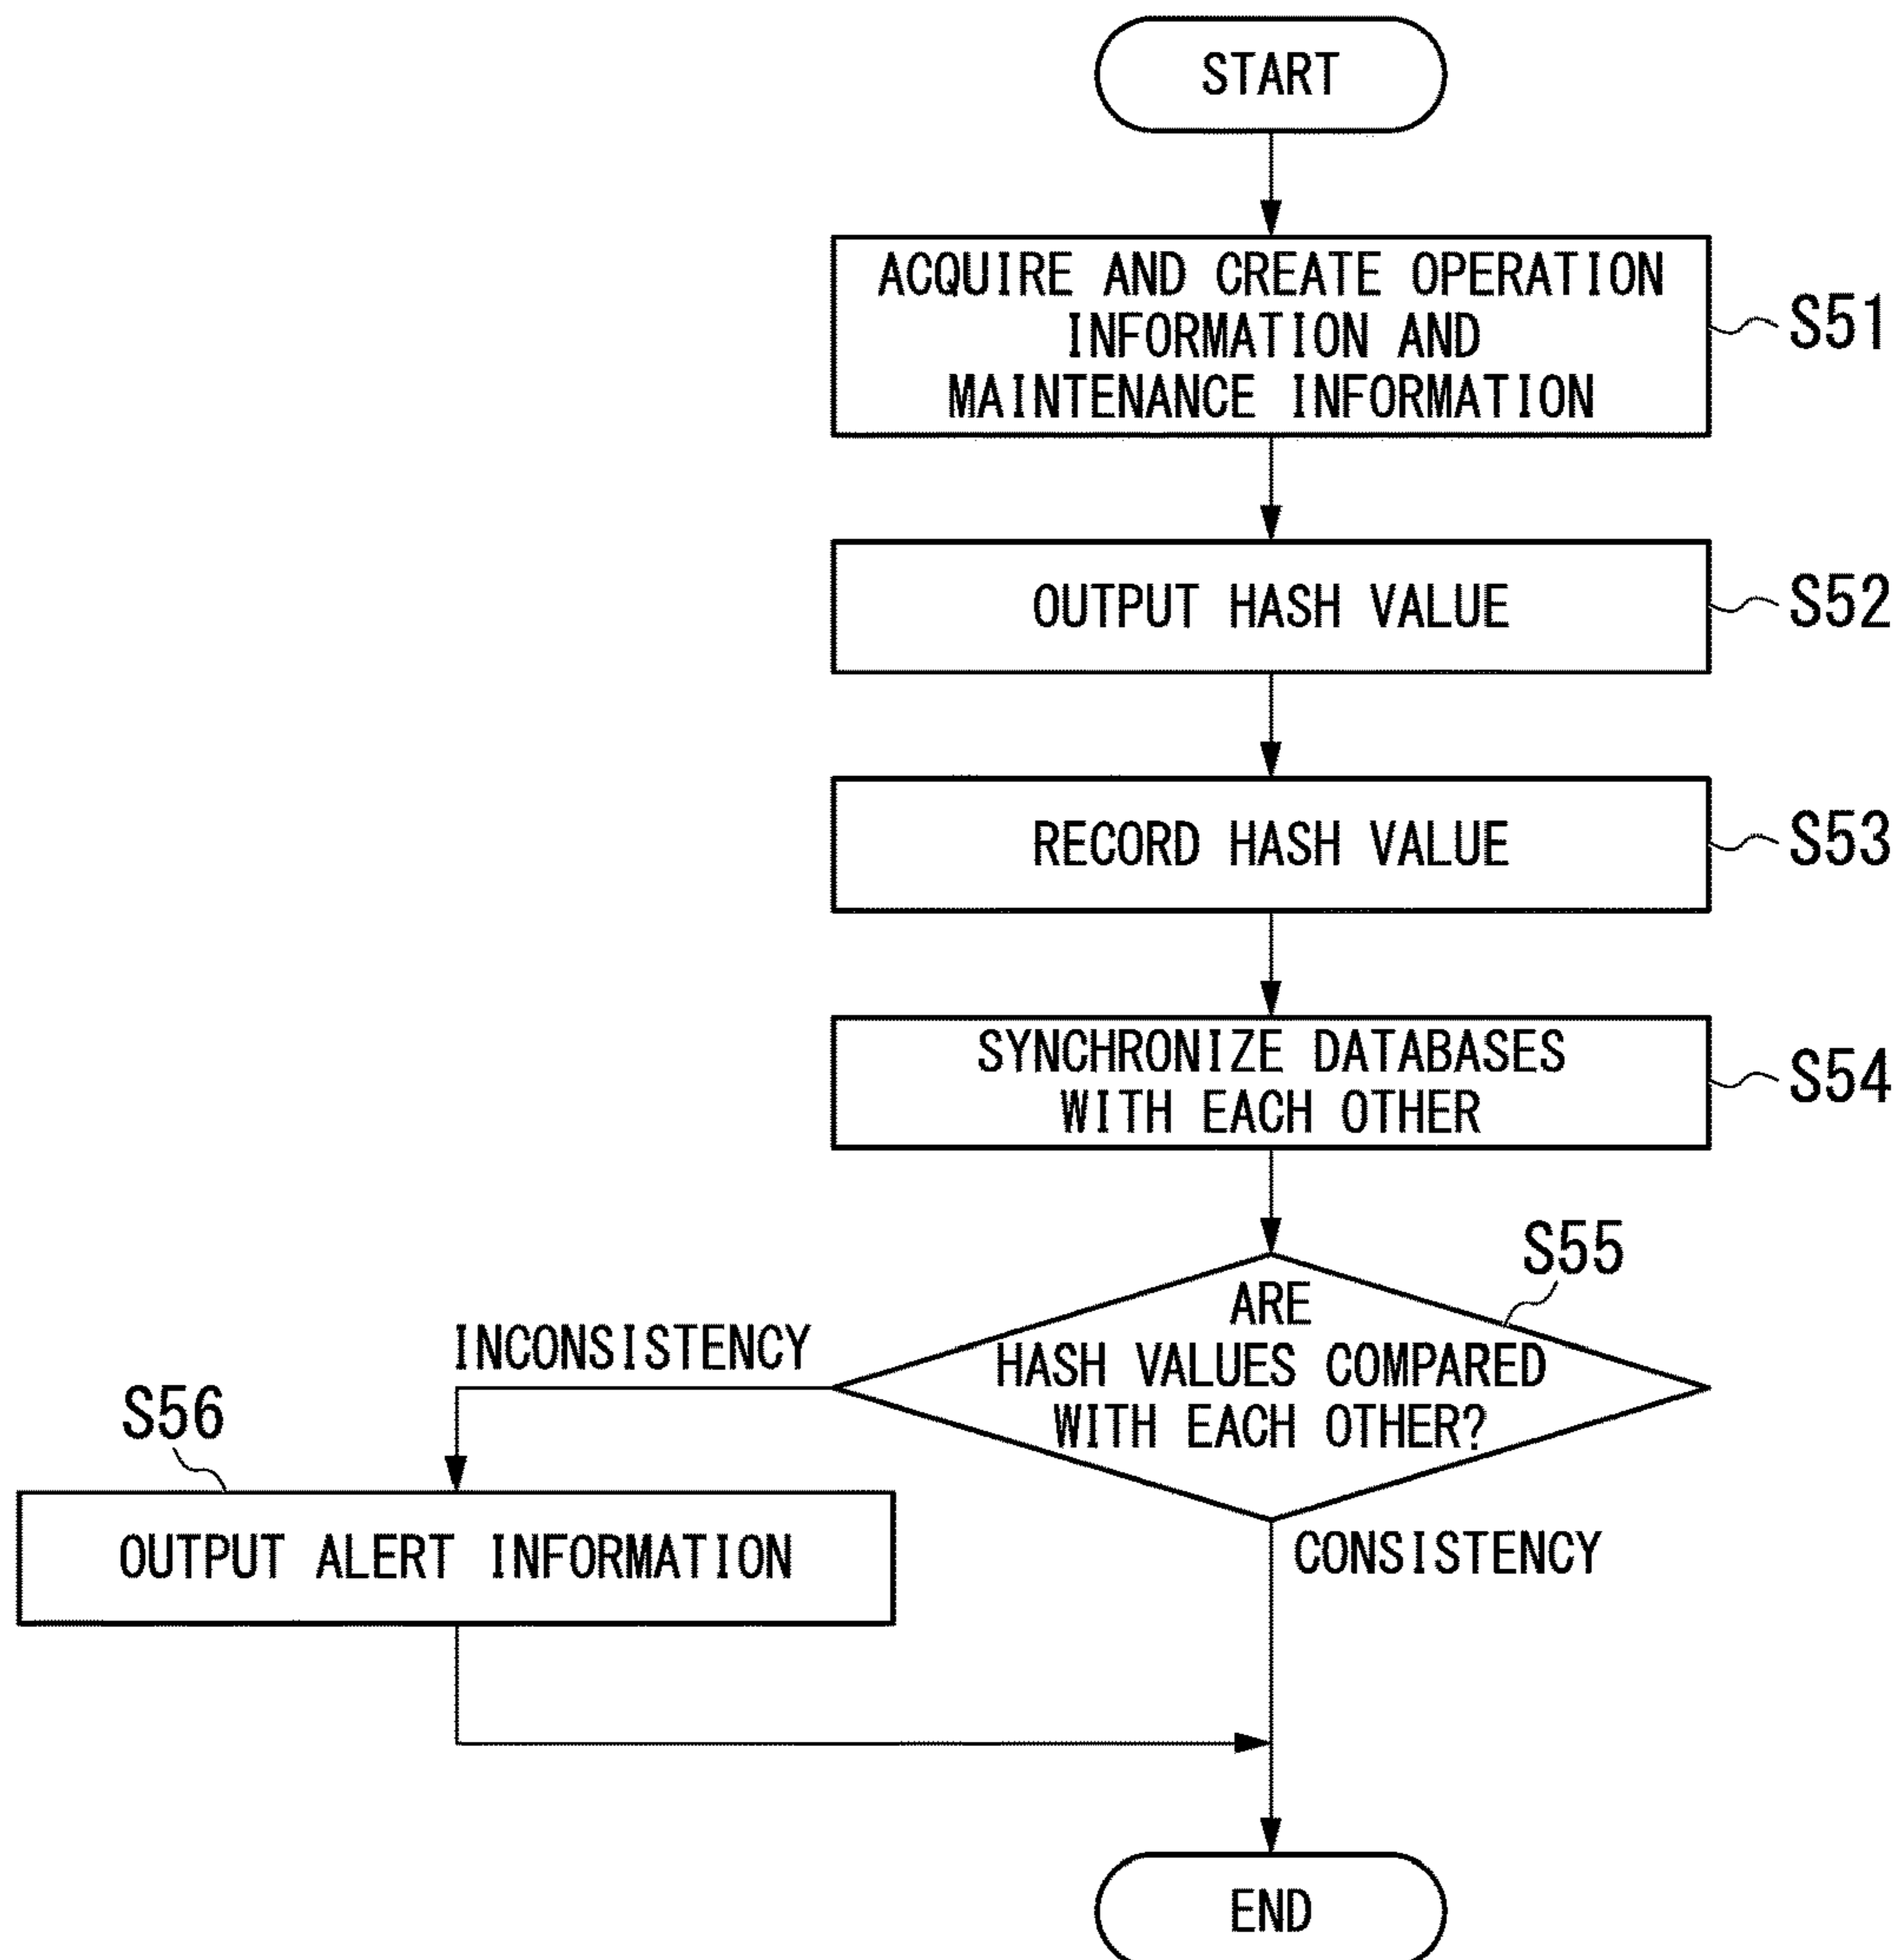 START
ACQUIRE AND CREATE OPERATION
INFORMATION AND
MAINTENANCE INFORMATION
S51
OUTPUT HASH VALUE
S52
RECORD HASH VALUE
S53
SYNCHRONIZE DATABASES
WITH EACH OTHER
S54
S55
ARE
HASH VALUES COMPARED
WITH EACH OTHER?
INCONSISTENCY
S56
OUTPUT ALERT INFORMATION
CONSISTENCY
END